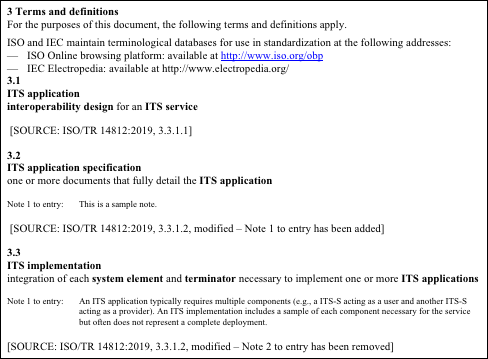 3 Terms and definitions
For the purposes of this document, the following terms and definitions apply.
ISO and IEC maintain terminological databases for use in standardization at the following addresses:
— ISO Online browsing platform: available at http://www.iso.org/obp
— IEC Electropedia: available at http://www.electropedia.org/
3.1
ITS application
interoperability design for an ITS service
[SOURCE: ISO/TR 14812:2019, 3.3.1.1]
3.2
ITS application specification
one or more documents that fully detail the ITS application
Note 1 to entry: This is a sample note.
[SOURCE: ISO/TR 14812:2019, 3.3.1.2, modified – Note 1 to entry has been added]
3.3
ITS implementation
integration of each system element and terminator necessary to implement one or more ITS applications
Note 1 to entry: An ITS application typically requires multiple components (e.g., a ITS-S acting as a user and another ITS-S
acting as a provider). An ITS implementation includes a sample of each component necessary for the service
but often does not represent a complete deployment.
[SOURCE: ISO/TR 14812:2019, 3.3.1.2, modified – Note 2 to entry has been removed]